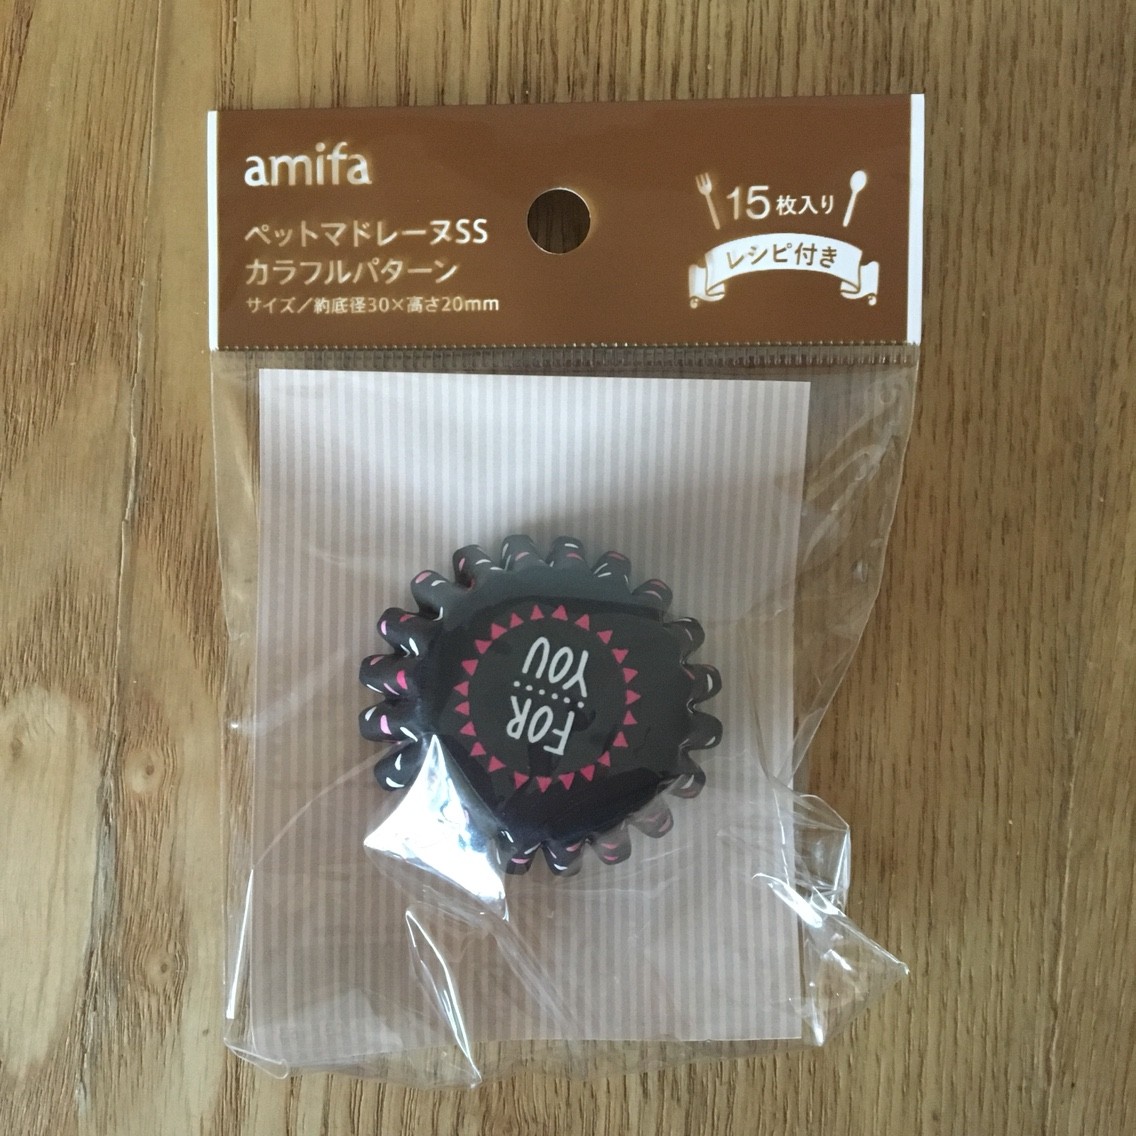 amifa
ペットマドレーヌSS
カラフルパターン
サイズ／約底径30×高さ20mm
15枚入り
レシピ付き
FOR
YOU